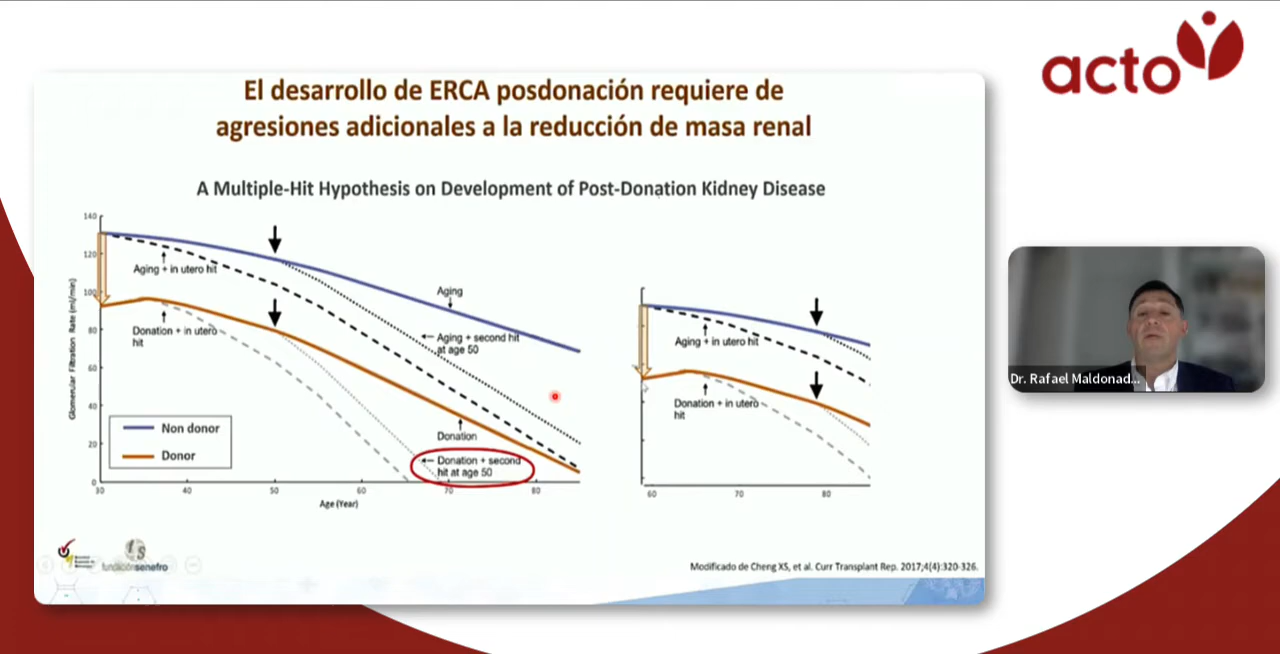 acto
El desarrollo de ERCA posdonación requiere de
agresiones adicionales a la reducción de masa renal
A Multiple-Hit Hypothesis on Development of Post-Donation Kidney Disease
Glomerular Filtration Rate (ml/min)
140
120
100
80
60
40
20
0
Aging + in utero hit
Donation + in utero
hit
Aging
Aging + second hit
at age 50
Donation
Donation + second
hit at age 50
Non donor
Donor
30
40
50
60
70
80
Age (Year)
Aging + in utero hit
Donation + in utero
hit
60
70
80
Dr. Rafael Maldonad...
fundación senefro
Modificado de Cheng XS, et al. Curr Transplant Rep. 2017;4(4):320-326.